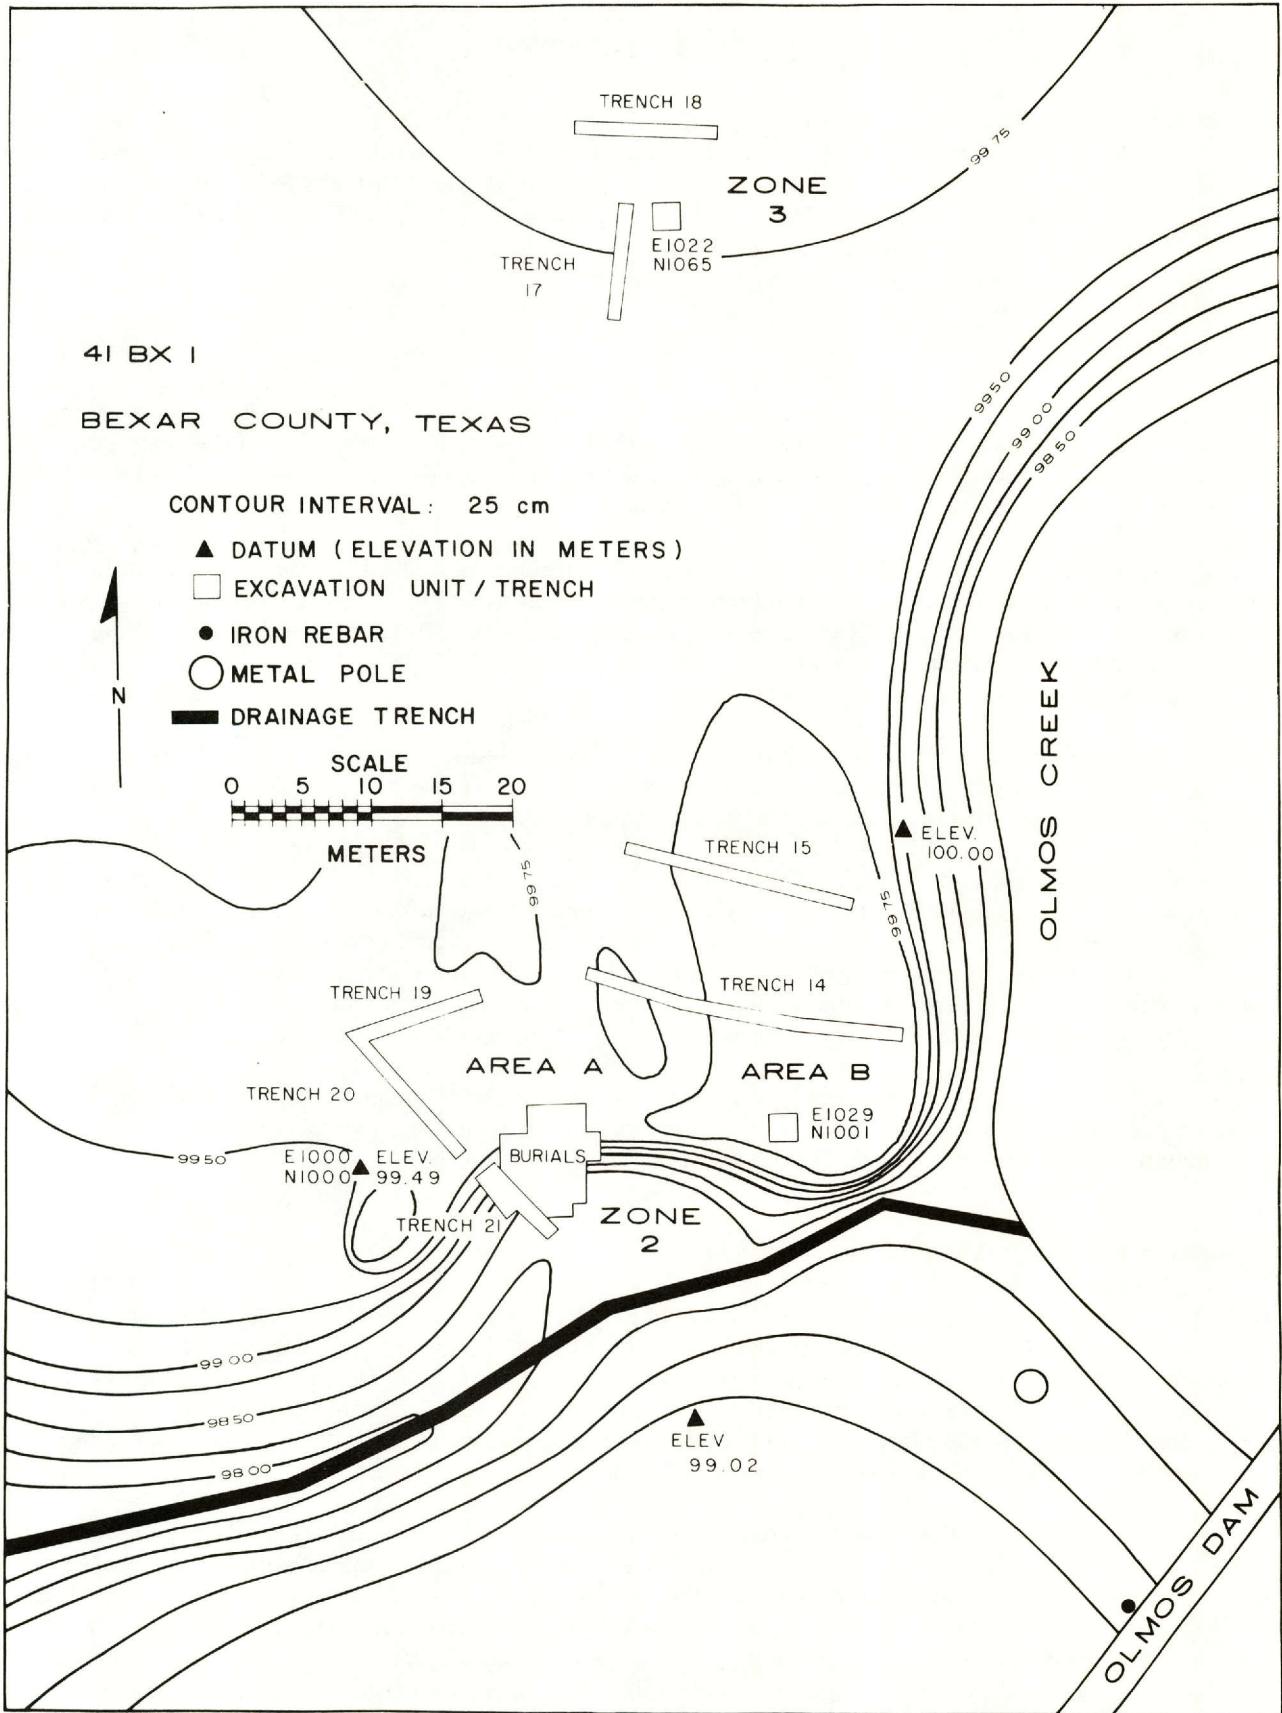 TRENCH 18
99 75
ZONE
3
E1022
N1065
TRENCH
17
41 BX 1
BEXAR COUNTY, TEXAS
99 50
99 00
98 50
CONTOUR INTERVAL: 25 cm
DATUM (ELEVATION IN METERS)
EXCAVATION UNIT / TRENCH
IRON REBAR
METAL POLE
DRAINAGE TRENCH
N
SCALE
0 5 10 15 20
METERS
OLMOS CREEK
ELEV.
100.00
TRENCH 15
99 75
99 75
TRENCH 14
TRENCH 19
AREA A
AREA B
TRENCH 20
E1029
N1001
BURIALS
99 50
E1000
N1000
ELEV.
99.49
TRENCH 21
ZONE
2
99 00
98 50
98 00
ELEV
99.02
OLMOS DAM